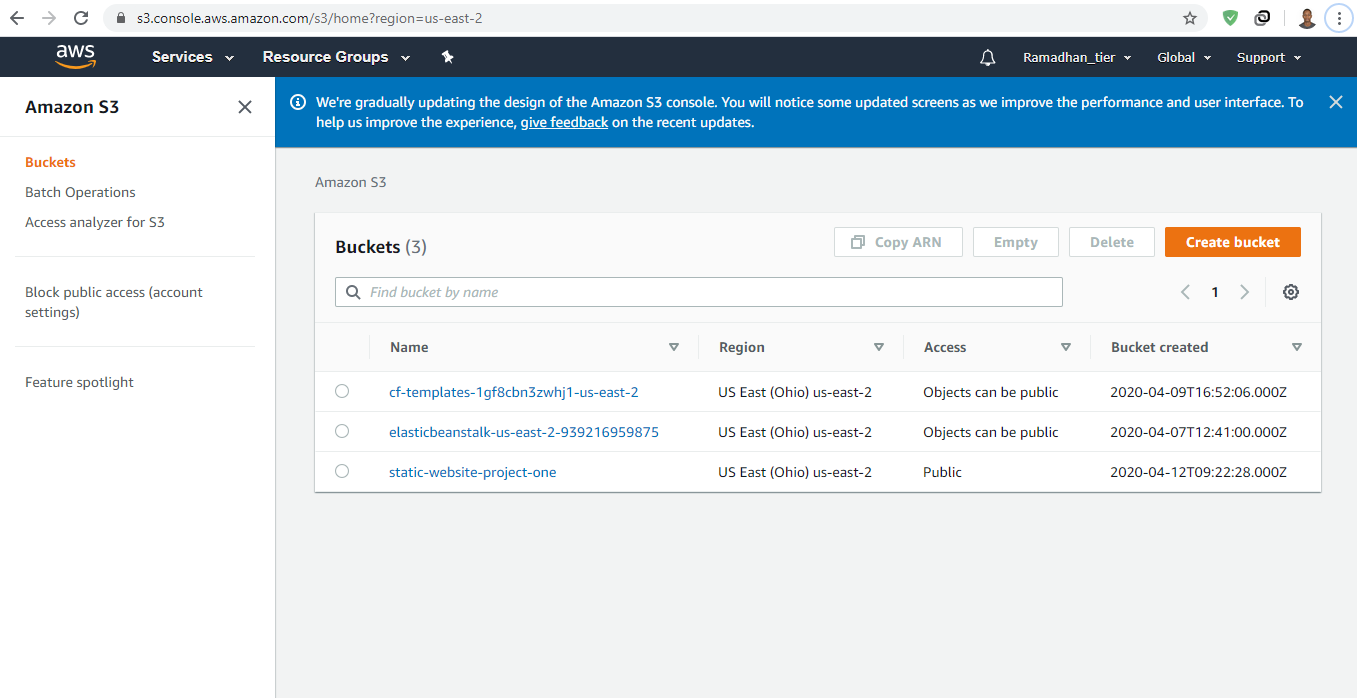 s3.console.aws.amazon.com/s3/home?region=us-east-2
aws Services Resource Groups Ramadhan_tier Global Support
Amazon S3
Buckets
Batch Operations
Access analyzer for S3
Block public access (account
settings)
Feature spotlight
We're gradually updating the design of the Amazon S3 console. You will notice some updated screens as we improve the performance and user interface. To
help us improve the experience, give feedback on the recent updates.
Amazon S3
Buckets (3) Copy ARN Empty Delete Create bucket
Find bucket by name 1
Name Region Access Bucket created
cf-templates-1gf8cbn3zwhj1-us-east-2 US East (Ohio) us-east-2 Objects can be public 2020-04-09T16:52:06.000Z
elasticbeanstalk-us-east-2-939216959875 US East (Ohio) us-east-2 Objects can be public 2020-04-07T12:41:00.000Z
static-website-project-one US East (Ohio) us-east-2 Public 2020-04-12T09:22:28.000Z